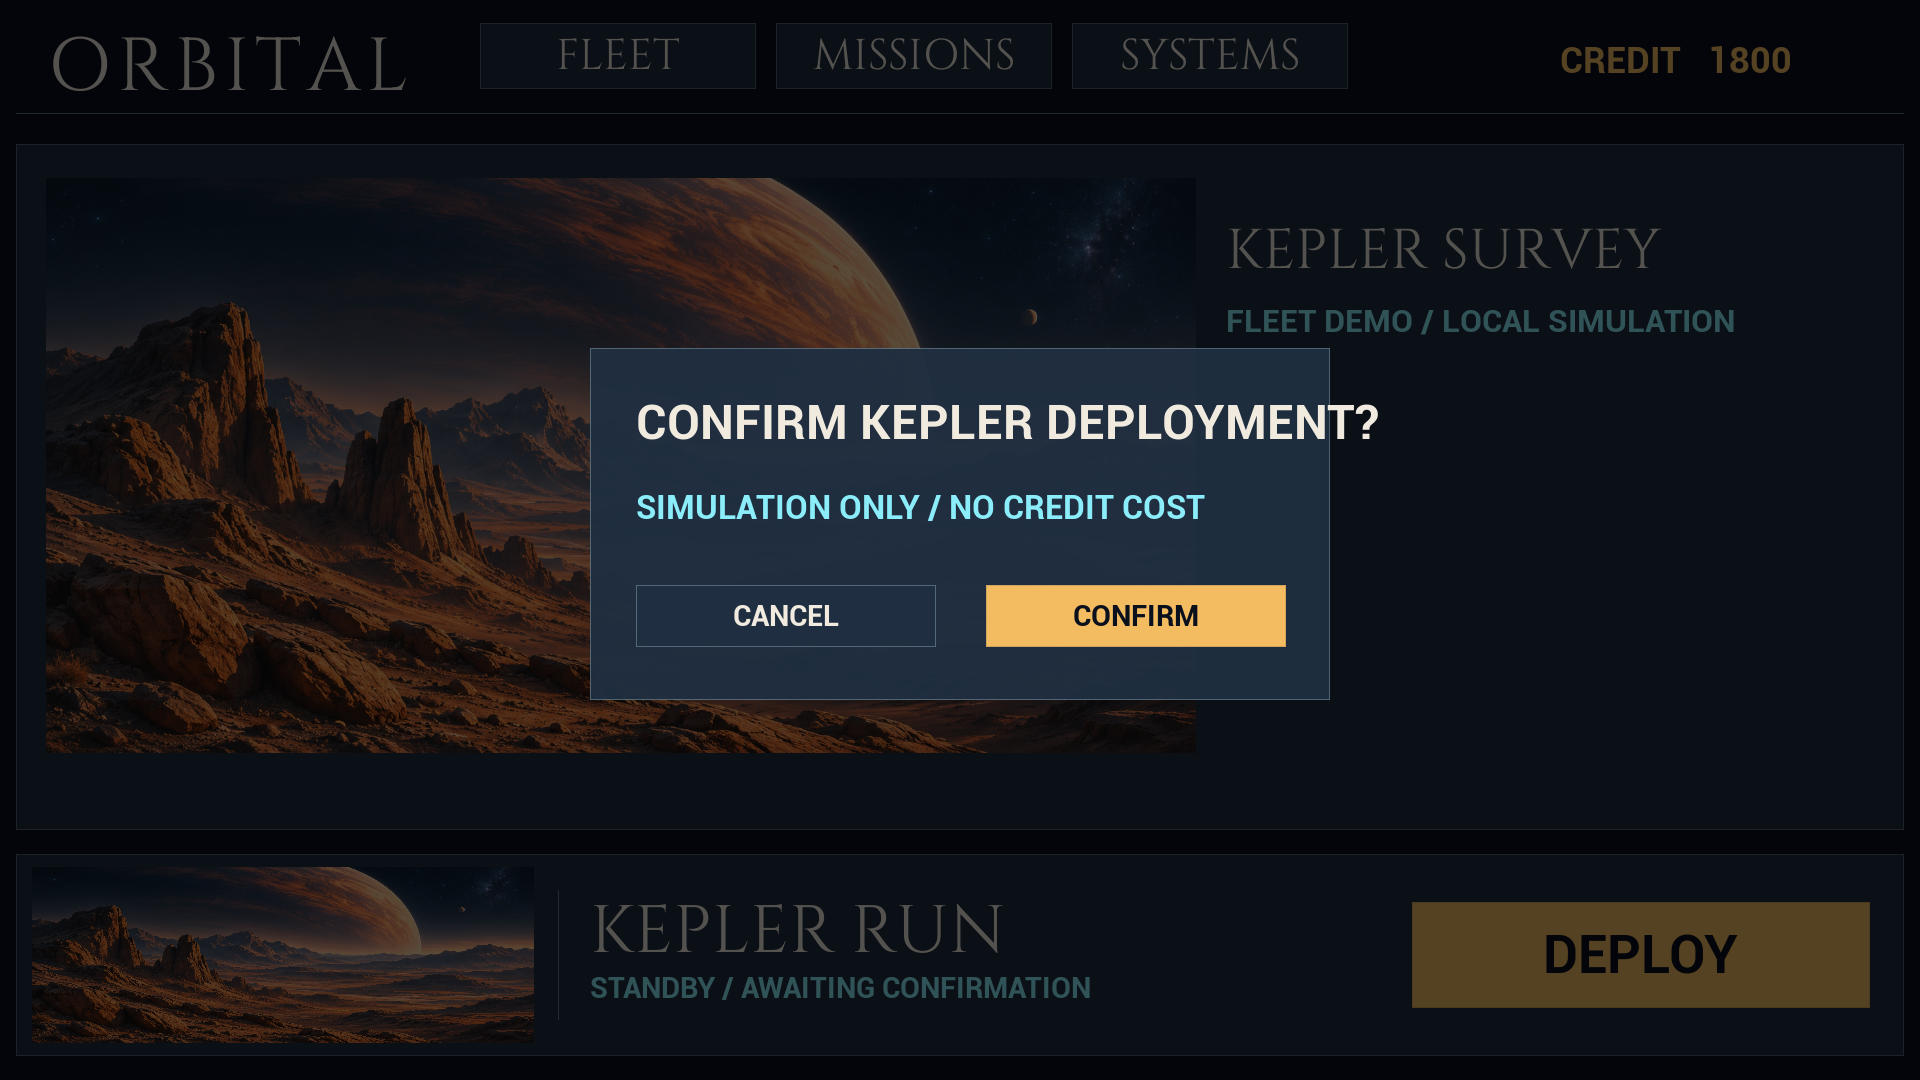 ORBITAL
FLEET
MISSIONS
SYSTEMS
CREDIT 1800
KEPLER SURVEY
FLEET DEMO / LOCAL SIMULATION
CONFIRM KEPLER DEPLOYMENT?
SIMULATION ONLY / NO CREDIT COST
CANCEL
CONFIRM
KEPLER RUN
STANDBY / AWAITING CONFIRMATION
DEPLOY